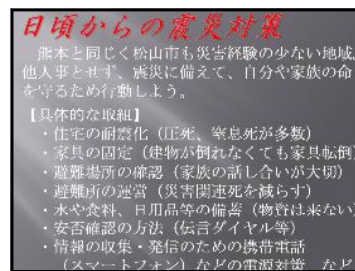 日頃からの震災対策
熊本と同じく松山市も災害経験の少ない地域。
他人事とせず、震災に備えて、自分や家族の命
を守るため行動しよう。
【具体的な取組】
・住宅の耐震化（圧死、窒息死が多数）
・家具の固定（建物が倒れなくても家具転倒）
・避難場所の確認（家族の話し合いが大切）
・避難所の運営（災害関連死を減らす）
・水や食料、日用品等の備蓄（物資は来ない）
・安否確認の方法（伝言ダイヤル等）
・情報の収集・発信のための携帯電話
（スマートフォン）などの電源対策　など